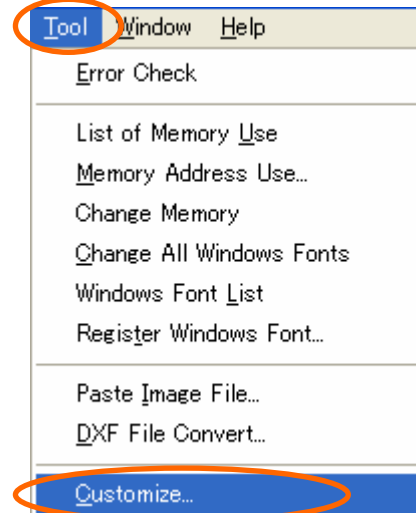 Tool Window Help
Error Check
List of Memory Use
Memory Address Use...
Change Memory
Change All Windows Fonts
Windows Font List
Register Windows Font...
Paste Image File...
DXF File Convert...
Customize...